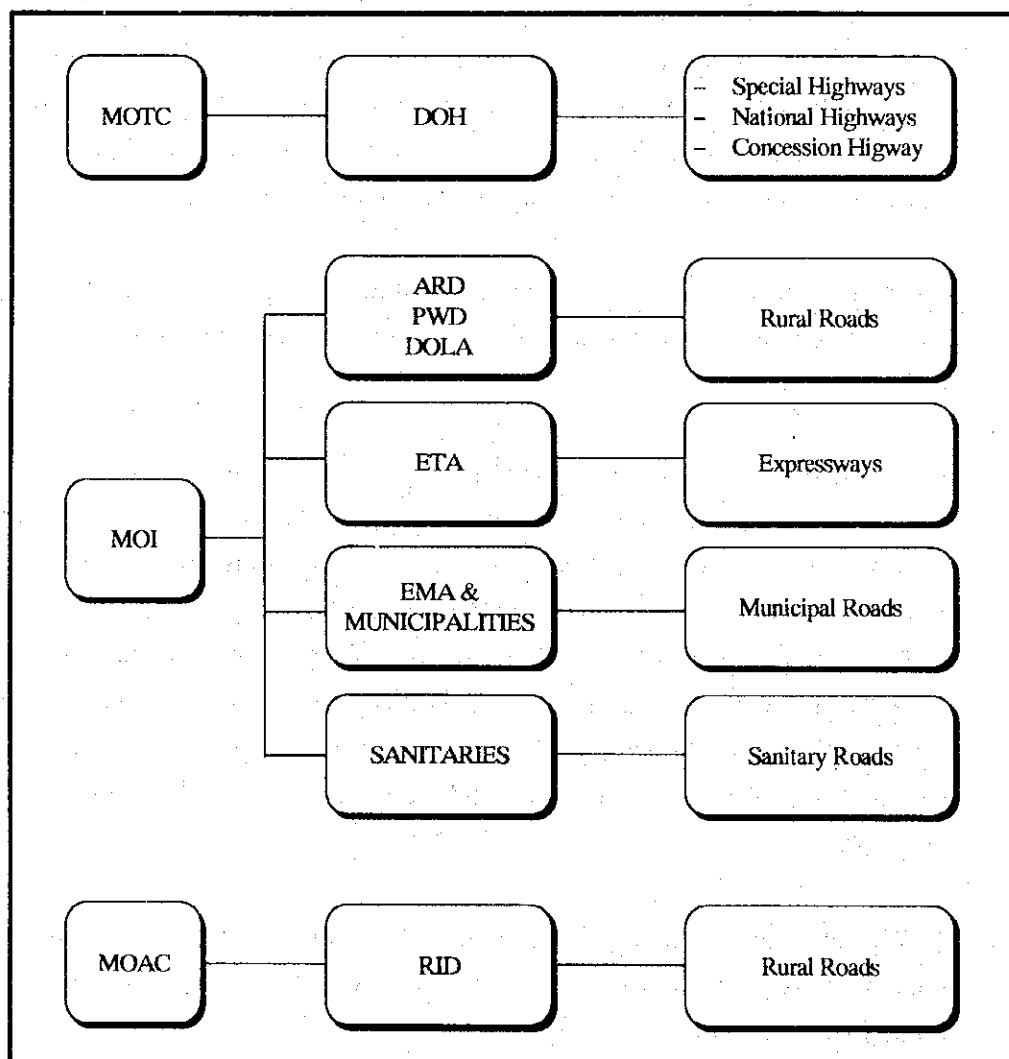 MOTC
DOH
– Special Highways
– National Highways
– Concession Higway
ARD
PWD
DOLA
Rural Roads
ETA
Expressways
MOI
EMA &
MUNICIPALITIES
Municipal Roads
SANITARIES
Sanitary Roads
MOAC
RID
Rural Roads